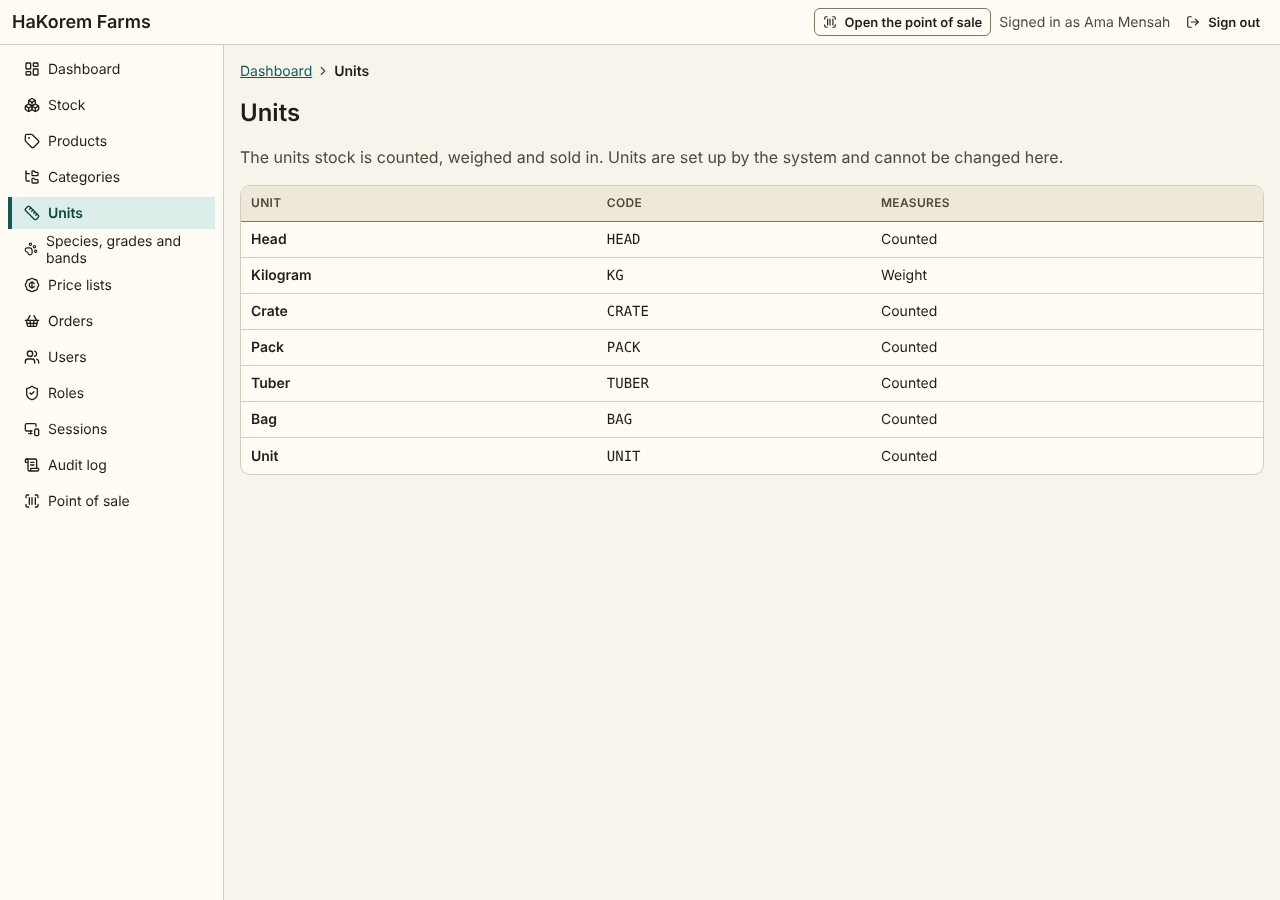 HaKorem Farms
Open the point of sale
Signed in as Ama Mensah
Sign out
Dashboard
Stock
Products
Categories
Units
Species, grades and
bands
Price lists
Orders
Users
Roles
Sessions
Audit log
Point of sale
Dashboard > Units
Units
The units stock is counted, weighed and sold in. Units are set up by the system and cannot be changed here.
UNIT CODE MEASURES
Head HEAD Counted
Kilogram KG Weight
Crate CRATE Counted
Pack PACK Counted
Tuber TUBER Counted
Bag BAG Counted
Unit UNIT Counted